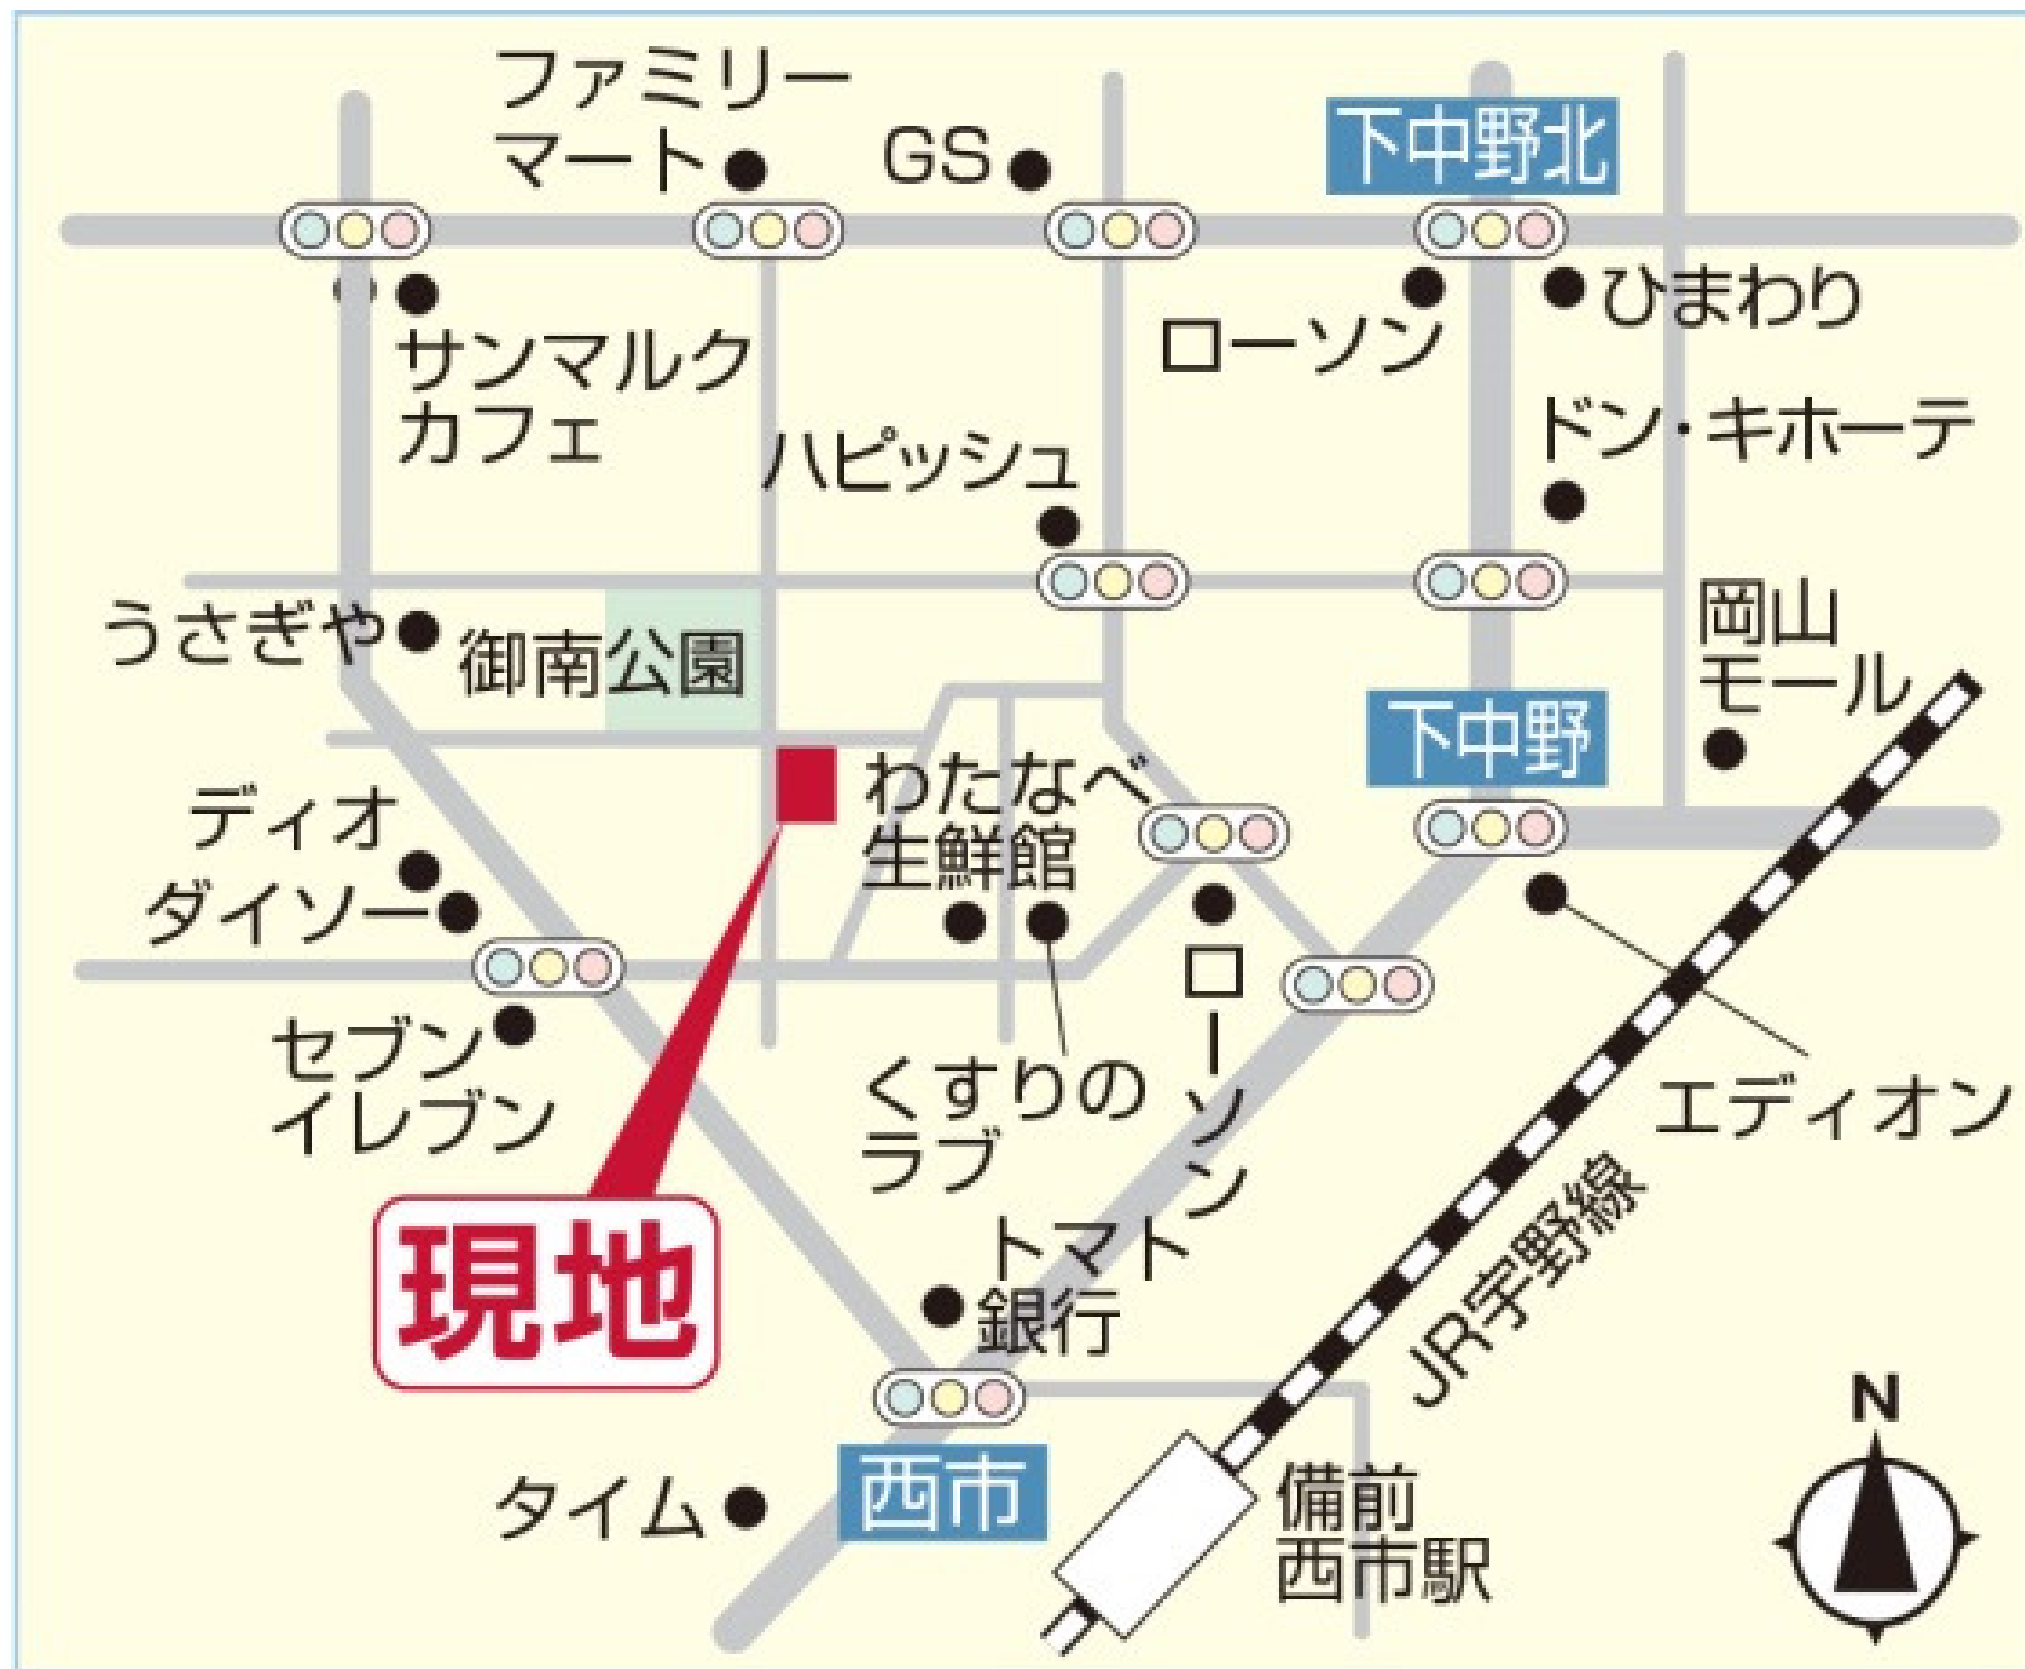 ファミリー
マート
GS
下中野北
サンマルク
カフェ
ローソン
ひまわり
ドン・キホーテ
ハピッシュ
うさぎや
御南公園
岡山
モール
下中野
わたなべ
生鮮館
ディオ
ダイソー
セブン
イレブン
くすりの
ラブ
ローソン
エディオン
現地
トマト
銀行
JR宇野線
西市
タイム
備前
西市駅
N